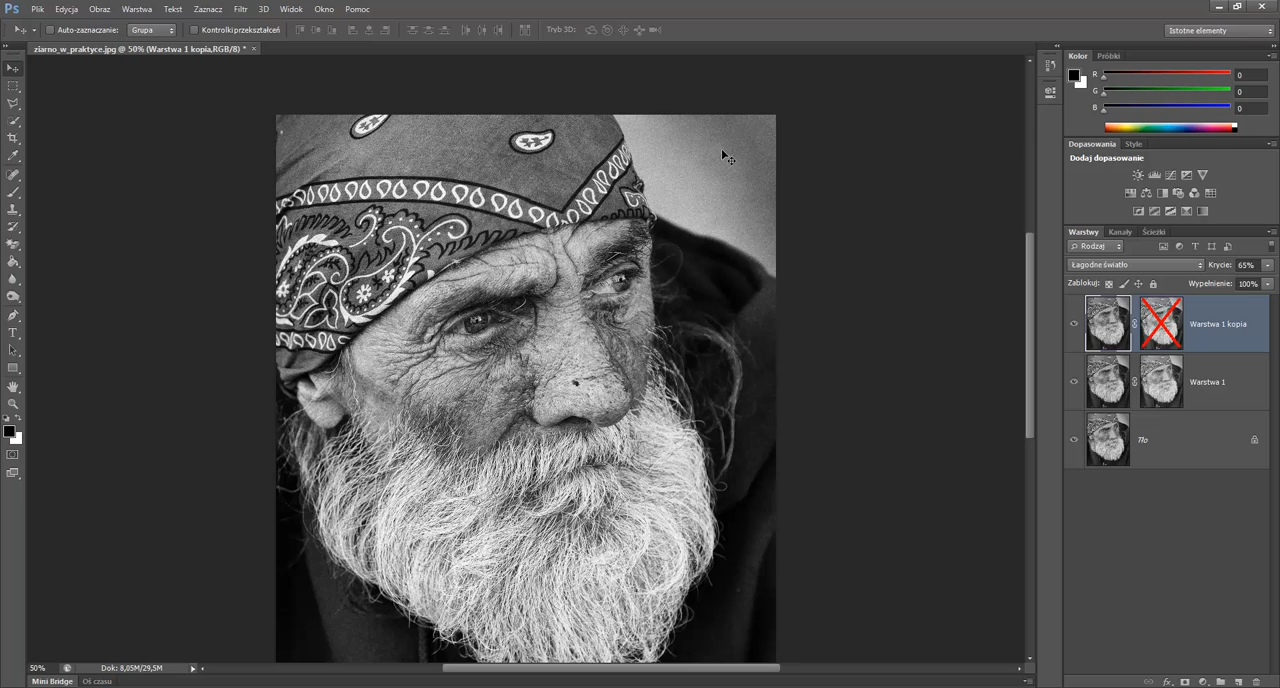 Ps Plik Edycja Obraz Warstwa Tekst Zaznacz Filtr 3D Widok Okno Pomoc
Auto-zaznaczanie: Grupa Kontrolki przekształceń Tryb 3D: Istotne elementy
ziarno_w_praktyce.jpg @ 50% (Warstwa 1 kopia,RGB/8) * ×
Kolor Próbki
R 0
G 0
B 0
Dopasowania Style
Dodaj dopasowanie
Warstwy Kanały Ścieżki
Rodzaj T
Łagodne światło Krycie: 65%
Zablokuj: Wypełnienie: 100%
Warstwa 1 kopia
Warstwa 1
Tło
50% Dok: 8,05M/29,5M
Mini Bridge Oś czasu